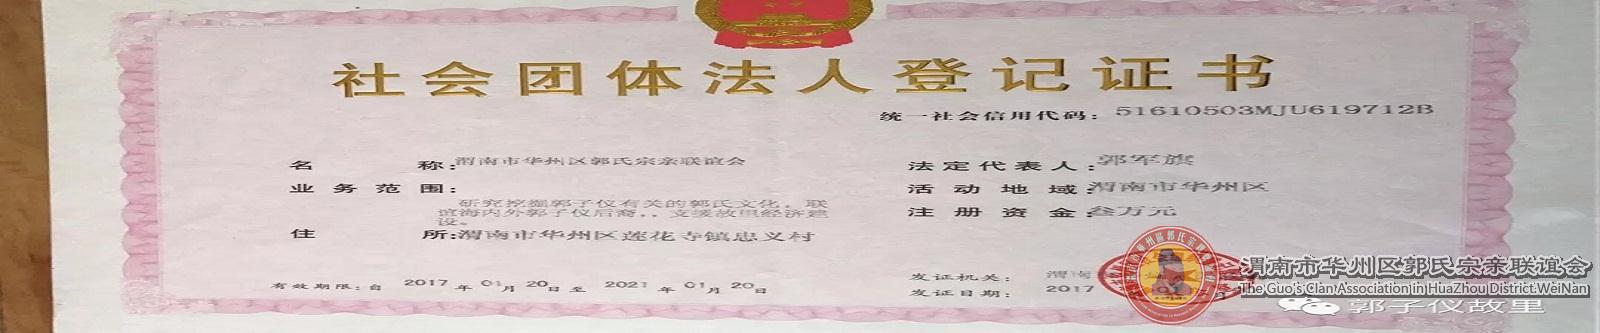 社会团体法人登记证书
统一社会信用代码：51610503MJU619712B
名称：渭南市华州区郭氏宗亲联谊会
业务范围：
研究挖掘郭子仪有关的郭氏文化，联
谊海内外郭子仪后裔，，支援故里经济建
设。
住所：渭南市华州区莲花寺镇忠义村
法定代表人：郭军旗
活动地域：渭南市华州区
注册资金：叁万元
有效期限：自 2017 年 01 月 20 日至 2021 年 01 月 20 日
发证机关：渭南
发证日期：2017
渭南市华州区郭氏宗亲联谊会
The Guo's Clan Association in HuaZhou District.WeiNan
郭子仪故里